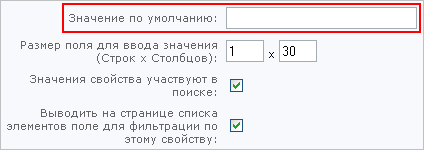 Значение по умолчанию:
Размер поля для ввода значения
(Строк x Столбцов):
1 x 30
Значения свойства участвуют в
поиске:
Выводить на странице списка
элементов поле для фильтрации по
этому свойству: